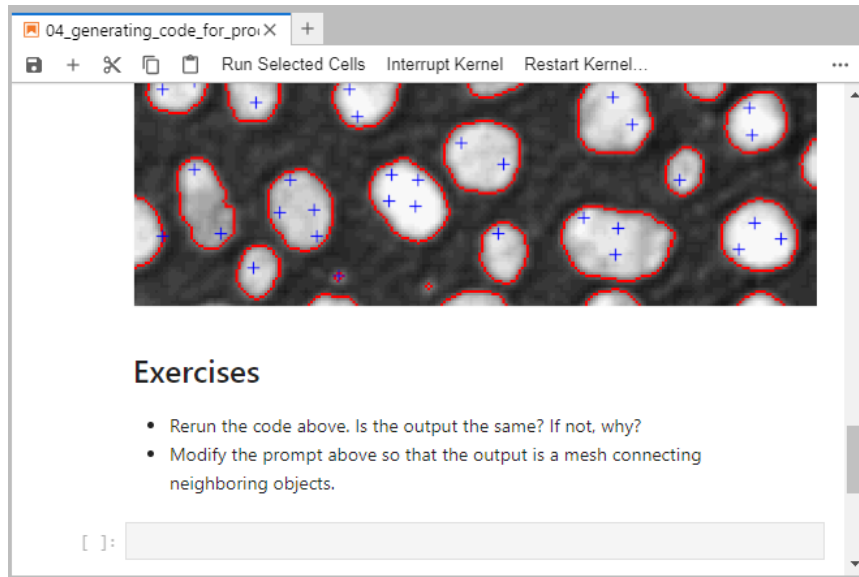 04_generating_code_for_pro
Run Selected Cells Interrupt Kernel Restart Kernel...
Exercises
• Rerun the code above. Is the output the same? If not, why?
• Modify the prompt above so that the output is a mesh connecting
neighboring objects.
[ ]: